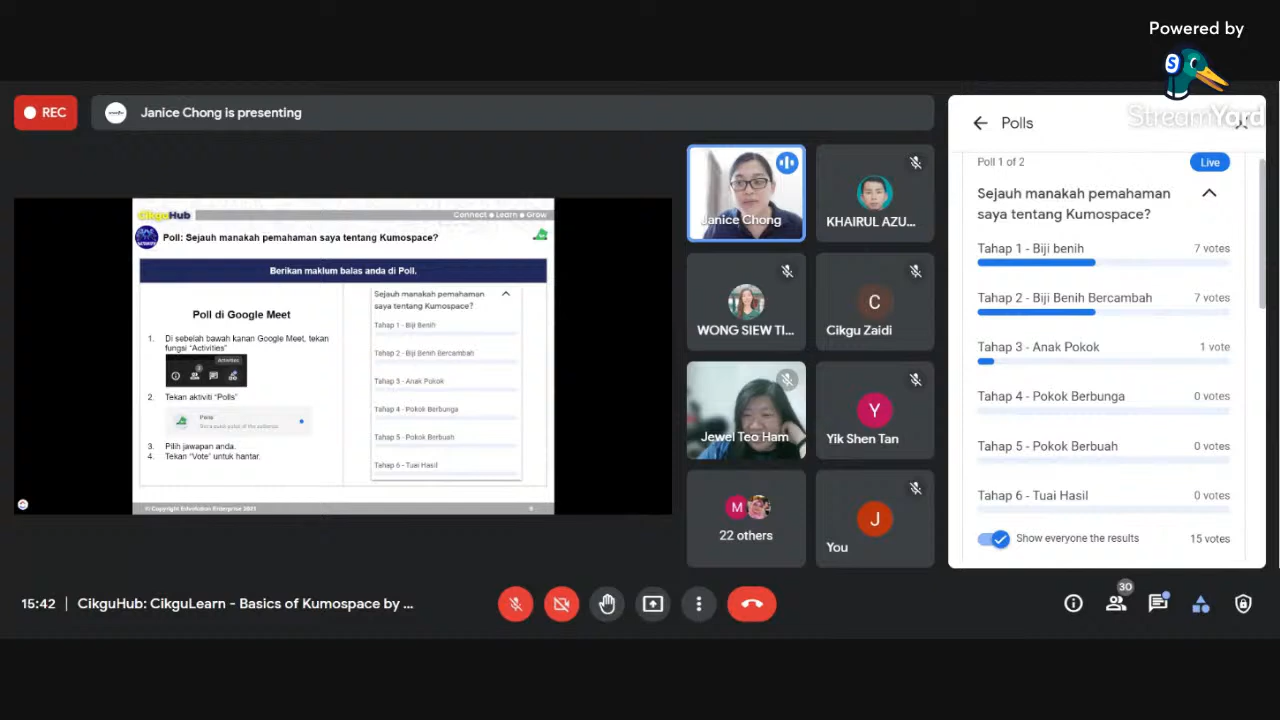 Powered by
S
StreamYard
REC
Janice Chong is presenting
CikguHub
Connect ● Learn ● Grow
Poll: Sejauh manakah pemahaman saya tentang Kumospace?
Berikan maklum balas anda di Poll.
Poll di Google Meet
1. Di sebelah bawah kanan Google Meet, tekan
fungsi "Activities"
Activities
2. Tekan aktiviti "Polls"
Polls
3. Pilih jawapan anda.
4. Tekan "Vote" untuk hantar.
Sejauh manakah pemahaman
saya tentang Kumospace?
Tahap 1 - Biji Benih
Tahap 2 - Biji Benih Bercambah
Tahap 3 - Anak Pokok
Tahap 4 - Pokok Berbunga
Tahap 5 - Pokok Berbuah
Tahap 6 - Tuai Hasil
© Copyright Edvolution Enterprise 2021
Janice Chong
KHAIRUL AZU...
WONG SIEW TI...
C
Cikgu Zaidi
Jewel Teo Ham
Y
Yik Shen Tan
M
22 others
J
You
Polls
Poll 1 of 2
Live
Sejauh manakah pemahaman
saya tentang Kumospace?
Tahap 1 - Biji benih 7 votes
Tahap 2 - Biji Benih Bercambah 7 votes
Tahap 3 - Anak Pokok 1 vote
Tahap 4 - Pokok Berbunga 0 votes
Tahap 5 - Pokok Berbuah 0 votes
Tahap 6 - Tuai Hasil 0 votes
Show everyone the results 15 votes
15:42 | CikguHub: CikguLearn - Basics of Kumospace by ...
30